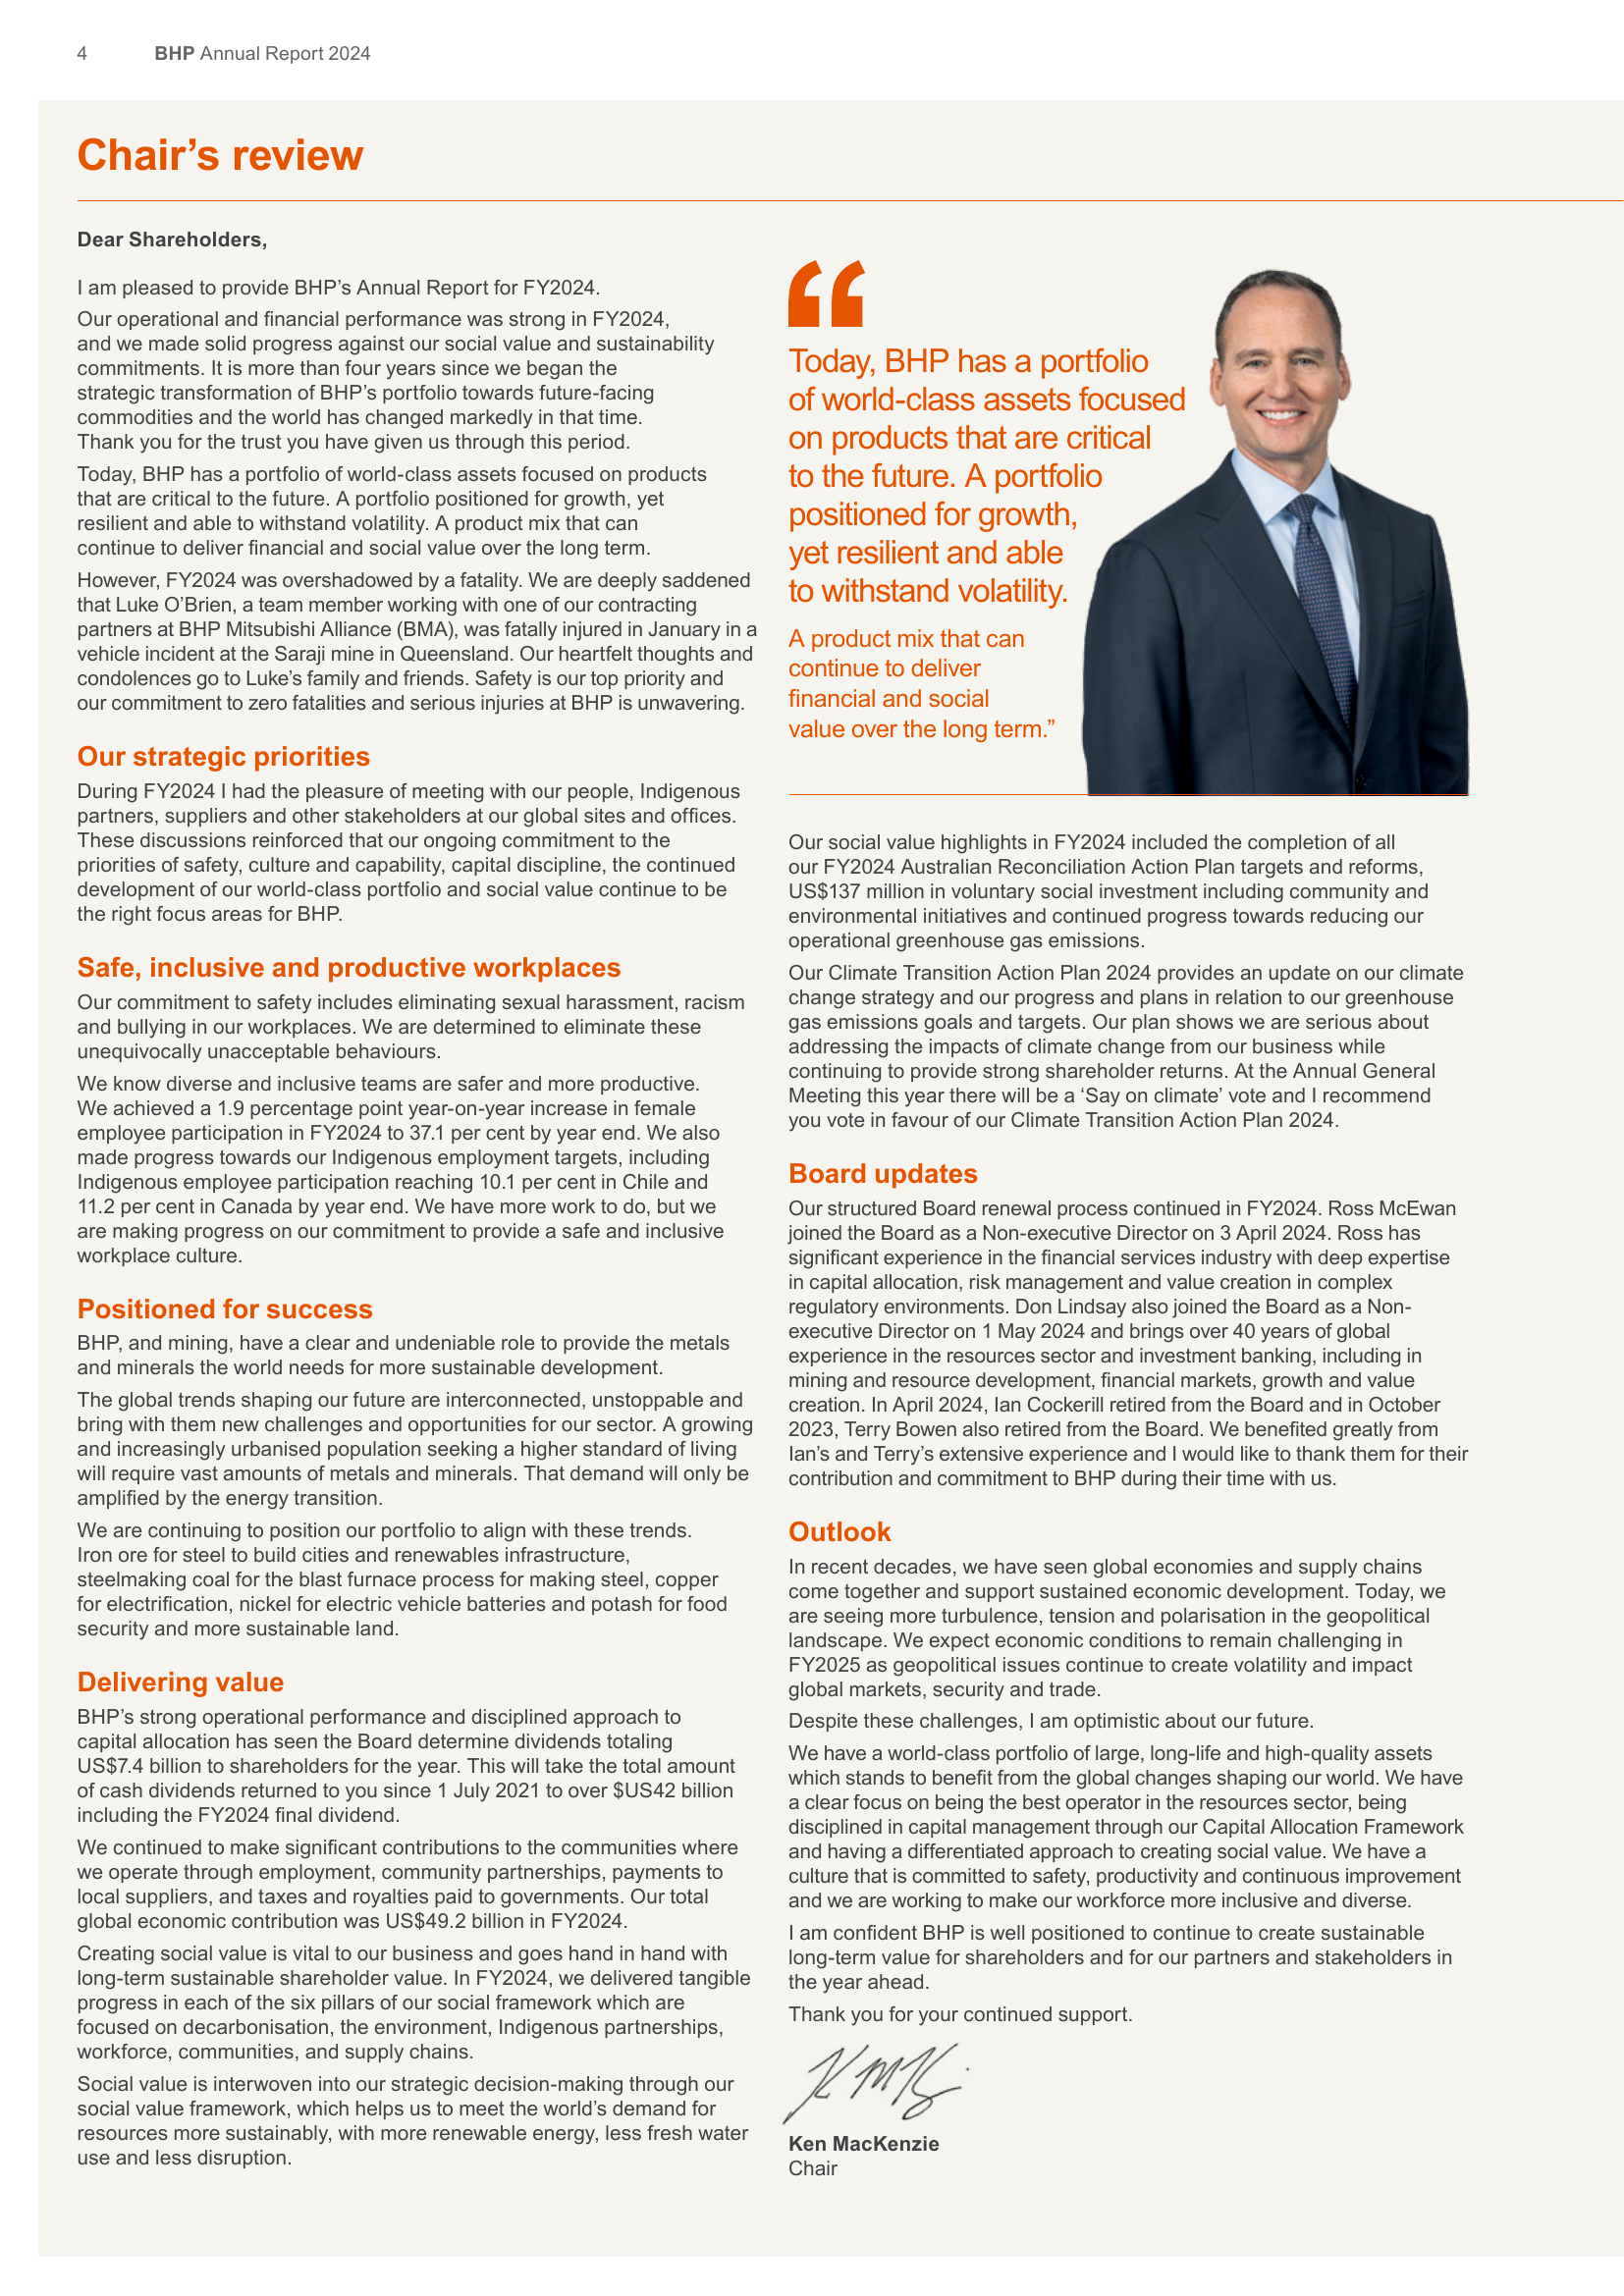 4
BHP Annual Report 2024
Chair’s review
Dear Shareholders,
I am pleased to provide BHP’s Annual Report for FY2024.
Our operational and financial performance was strong in FY2024,
and we made solid progress against our social value and sustainability
commitments. It is more than four years since we began the
strategic transformation of BHP’s portfolio towards future-facing
commodities and the world has changed markedly in that time.
Thank you for the trust you have given us through this period.
Today, BHP has a portfolio of world-class assets focused on products
that are critical to the future. A portfolio positioned for growth, yet
resilient and able to withstand volatility. A product mix that can
continue to deliver financial and social value over the long term.
However, FY2024 was overshadowed by a fatality. We are deeply saddened
that Luke O’Brien, a team member working with one of our contracting
partners at BHP Mitsubishi Alliance (BMA), was fatally injured in January in a
vehicle incident at the Saraji mine in Queensland. Our heartfelt thoughts and
condolences go to Luke’s family and friends. Safety is our top priority and
our commitment to zero fatalities and serious injuries at BHP is unwavering.
Our strategic priorities
During FY2024 I had the pleasure of meeting with our people, Indigenous
partners, suppliers and other stakeholders at our global sites and offices.
These discussions reinforced that our ongoing commitment to the
priorities of safety, culture and capability, capital discipline, the continued
development of our world-class portfolio and social value continue to be
the right focus areas for BHP.
Safe, inclusive and productive workplaces
Our commitment to safety includes eliminating sexual harassment, racism
and bullying in our workplaces. We are determined to eliminate these
unequivocally unacceptable behaviours.
We know diverse and inclusive teams are safer and more productive.
We achieved a 1.9 percentage point year-on-year increase in female
employee participation in FY2024 to 37.1 per cent by year end. We also
made progress towards our Indigenous employment targets, including
Indigenous employee participation reaching 10.1 per cent in Chile and
11.2 per cent in Canada by year end. We have more work to do, but we
are making progress on our commitment to provide a safe and inclusive
workplace culture.
Positioned for success
BHP, and mining, have a clear and undeniable role to provide the metals
and minerals the world needs for more sustainable development.
The global trends shaping our future are interconnected, unstoppable and
bring with them new challenges and opportunities for our sector. A growing
and increasingly urbanised population seeking a higher standard of living
will require vast amounts of metals and minerals. That demand will only be
amplified by the energy transition.
We are continuing to position our portfolio to align with these trends.
Iron ore for steel to build cities and renewables infrastructure,
steelmaking coal for the blast furnace process for making steel, copper
for electrification, nickel for electric vehicle batteries and potash for food
security and more sustainable land.
Delivering value
BHP’s strong operational performance and disciplined approach to
capital allocation has seen the Board determine dividends totaling
US$7.4 billion to shareholders for the year. This will take the total amount
of cash dividends returned to you since 1 July 2021 to over $US42 billion
including the FY2024 final dividend.
We continued to make significant contributions to the communities where
we operate through employment, community partnerships, payments to
local suppliers, and taxes and royalties paid to governments. Our total
global economic contribution was US$49.2 billion in FY2024.
Creating social value is vital to our business and goes hand in hand with
long-term sustainable shareholder value. In FY2024, we delivered tangible
progress in each of the six pillars of our social framework which are
focused on decarbonisation, the environment, Indigenous partnerships,
workforce, communities, and supply chains.
Social value is interwoven into our strategic decision-making through our
social value framework, which helps us to meet the world’s demand for
resources more sustainably, with more renewable energy, less fresh water
use and less disruption.
“
Today, BHP has a portfolio
of world-class assets focused
on products that are critical
to the future. A portfolio
positioned for growth,
yet resilient and able
to withstand volatility.
A product mix that can
continue to deliver
financial and social
value over the long term.”
Our social value highlights in FY2024 included the completion of all
our FY2024 Australian Reconciliation Action Plan targets and reforms,
US$137 million in voluntary social investment including community and
environmental initiatives and continued progress towards reducing our
operational greenhouse gas emissions.
Our Climate Transition Action Plan 2024 provides an update on our climate
change strategy and our progress and plans in relation to our greenhouse
gas emissions goals and targets. Our plan shows we are serious about
addressing the impacts of climate change from our business while
continuing to provide strong shareholder returns. At the Annual General
Meeting this year there will be a ‘Say on climate’ vote and I recommend
you vote in favour of our Climate Transition Action Plan 2024.
Board updates
Our structured Board renewal process continued in FY2024. Ross McEwan
joined the Board as a Non-executive Director on 3 April 2024. Ross has
significant experience in the financial services industry with deep expertise
in capital allocation, risk management and value creation in complex
regulatory environments. Don Lindsay also joined the Board as a Non-
executive Director on 1 May 2024 and brings over 40 years of global
experience in the resources sector and investment banking, including in
mining and resource development, financial markets, growth and value
creation. In April 2024, Ian Cockerill retired from the Board and in October
2023, Terry Bowen also retired from the Board. We benefited greatly from
Ian’s and Terry’s extensive experience and I would like to thank them for their
contribution and commitment to BHP during their time with us.
Outlook
In recent decades, we have seen global economies and supply chains
come together and support sustained economic development. Today, we
are seeing more turbulence, tension and polarisation in the geopolitical
landscape. We expect economic conditions to remain challenging in
FY2025 as geopolitical issues continue to create volatility and impact
global markets, security and trade.
Despite these challenges, I am optimistic about our future.
We have a world-class portfolio of large, long-life and high-quality assets
which stands to benefit from the global changes shaping our world. We have
a clear focus on being the best operator in the resources sector, being
disciplined in capital management through our Capital Allocation Framework
and having a differentiated approach to creating social value. We have a
culture that is committed to safety, productivity and continuous improvement
and we are working to make our workforce more inclusive and diverse.
I am confident BHP is well positioned to continue to create sustainable
long-term value for shareholders and for our partners and stakeholders in
the year ahead.
Thank you for your continued support.
Ken MacKenzie
Chair